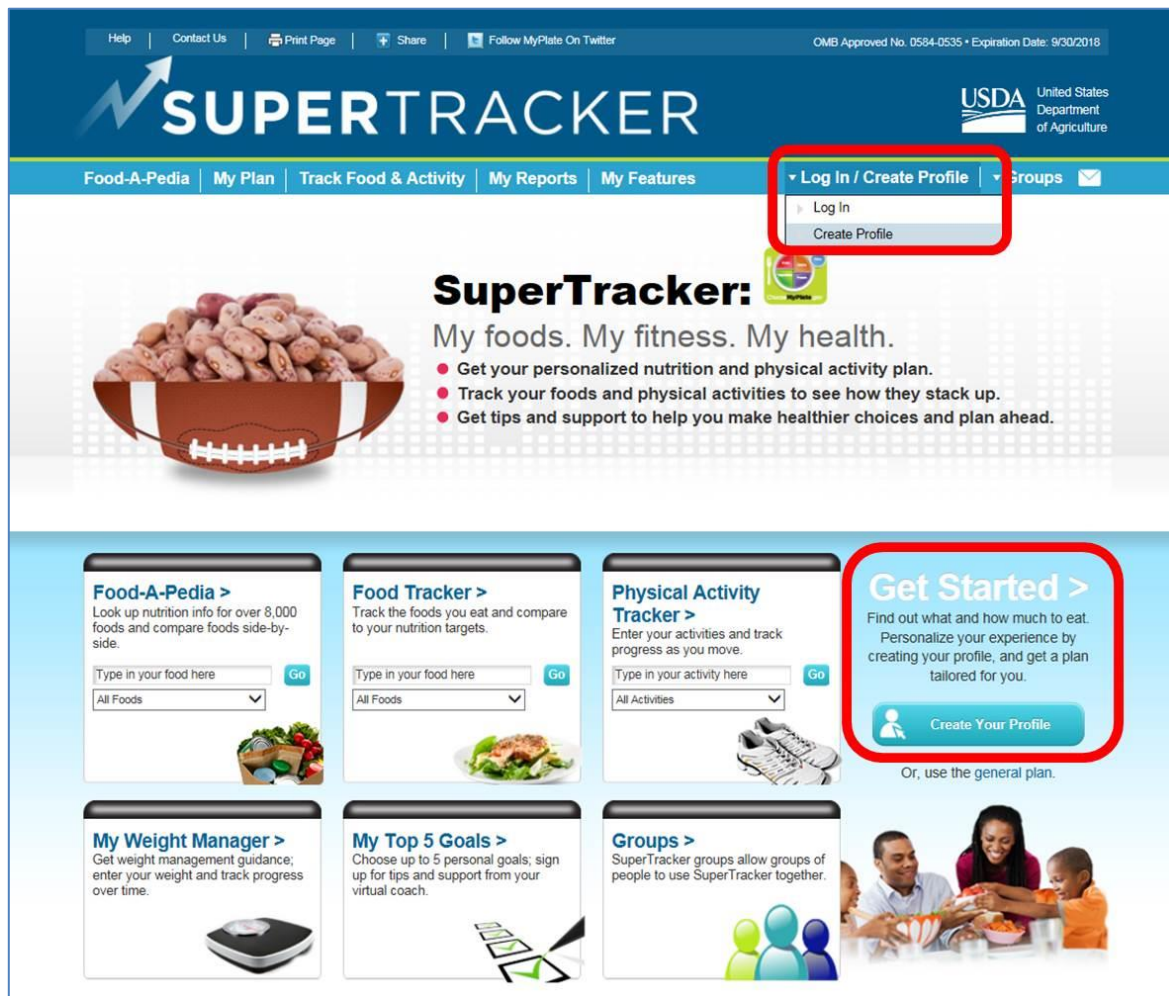 Help
Contact Us
Print Page
Share
Follow MyPlate On Twitter
OMB Approved No. 0584-0535 • Expiration Date: 9/30/2018
SUPERTRACKER
USDA
United States
Department
of Agriculture
Food-A-Pedia
My Plan
Track Food & Activity
My Reports
My Features
Log In / Create Profile
Groups
Log In
Create Profile
SuperTracker:
ChooseMyPlate.gov
My foods. My fitness. My health.
Get your personalized nutrition and physical activity plan.
Track your foods and physical activities to see how they stack up.
Get tips and support to help you make healthier choices and plan ahead.
Food-A-Pedia >
Look up nutrition info for over 8,000
foods and compare foods side-by-
side.
Type in your food here
Go
All Foods
Food Tracker >
Track the foods you eat and compare
to your nutrition targets.
Type in your food here
Go
All Foods
Physical Activity
Tracker >
Enter your activities and track
progress as you move.
Type in your activity here
Go
All Activities
Get Started >
Find out what and how much to eat.
Personalize your experience by
creating your profile, and get a plan
tailored for you.
Create Your Profile
Or, use the general plan.
My Weight Manager >
Get weight management guidance;
enter your weight and track progress
over time.
My Top 5 Goals >
Choose up to 5 personal goals; sign
up for tips and support from your
virtual coach.
Groups >
SuperTracker groups allow groups of
people to use SuperTracker together.